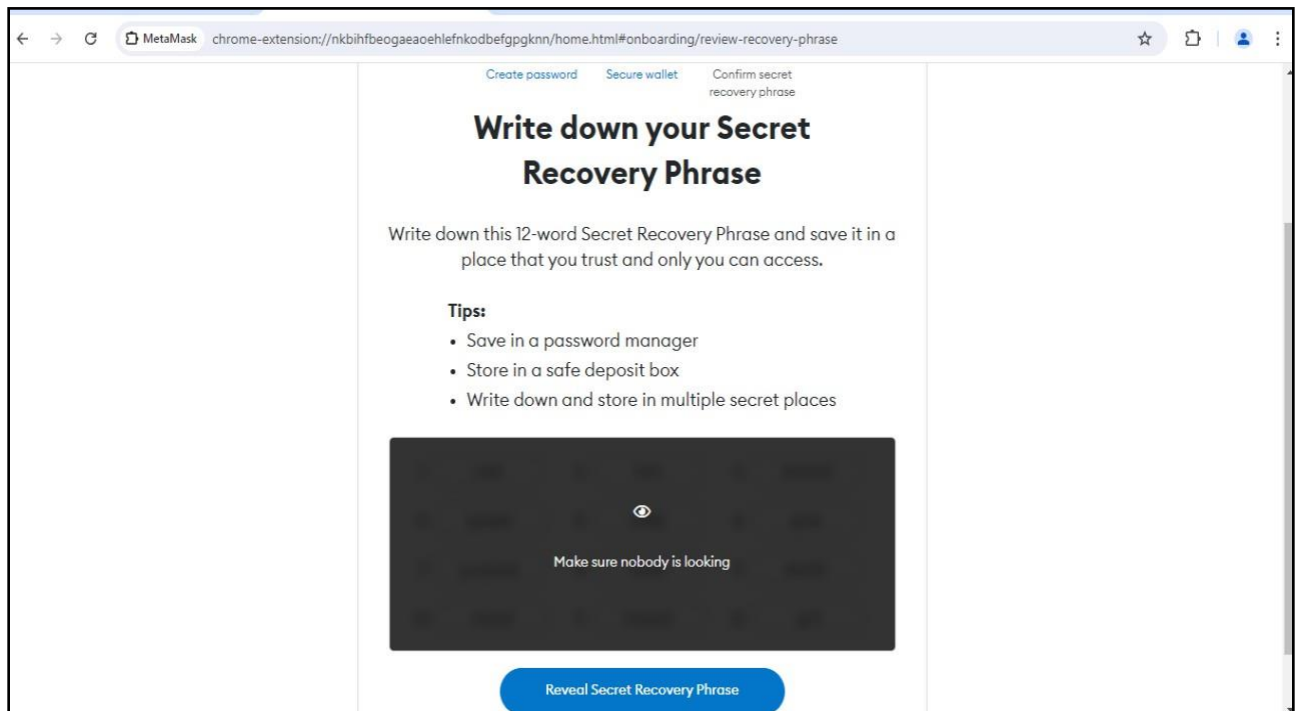 MetaMask chrome-extension://nkbihfbeogaeaoehlefnkodbefgpgknn/home.html#onboarding/review-recovery-phrase
Create password Secure wallet Confirm secret
recovery phrase
Write down your Secret
Recovery Phrase
Write down this 12-word Secret Recovery Phrase and save it in a
place that you trust and only you can access.
Tips:
• Save in a password manager
• Store in a safe deposit box
• Write down and store in multiple secret places
Make sure nobody is looking
Reveal Secret Recovery Phrase